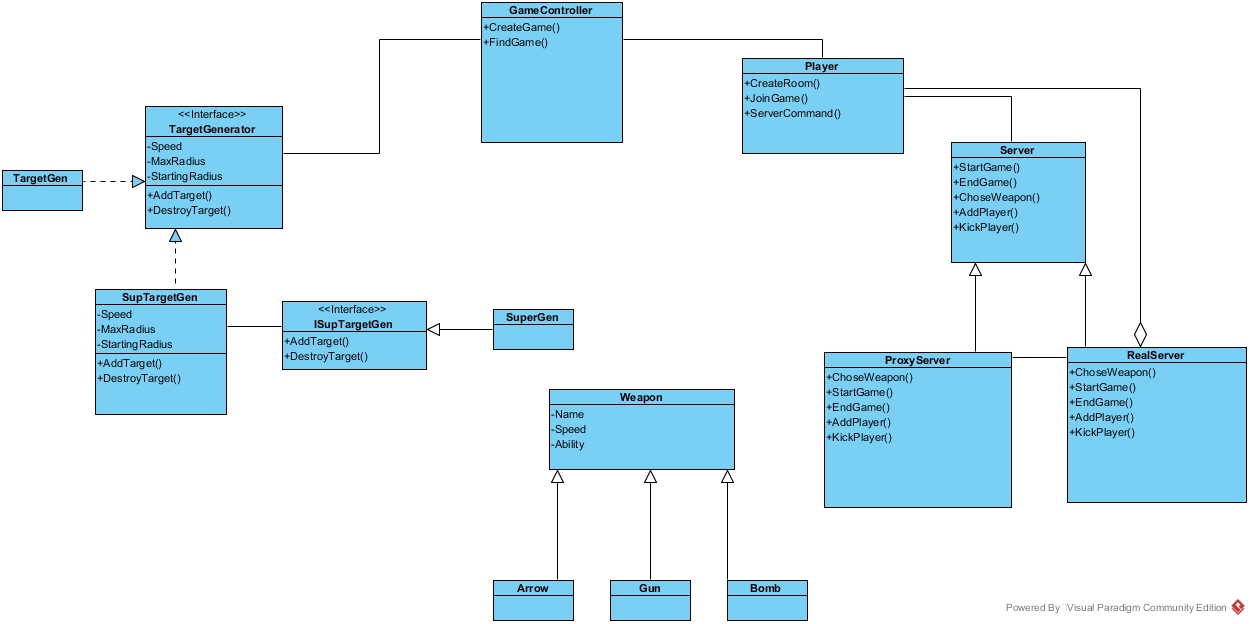 GameController
+CreateGame()
+FindGame()
Player
+CreateRoom()
+JoinGame()
+ServerCommand()
<<Interface>>
TargetGenerator
-Speed
-MaxRadius
-StartingRadius
+AddTarget()
+DestroyTarget()
TargetGen
Server
+StartGame()
+EndGame()
+ChoseWeapon()
+AddPlayer()
+KickPlayer()
SupTargetGen
-Speed
-MaxRadius
-StartingRadius
+AddTarget()
+DestroyTarget()
<<Interface>>
ISupTargetGen
+AddTarget()
+DestroyTarget()
SuperGen
ProxyServer
+ChoseWeapon()
+StartGame()
+EndGame()
+AddPlayer()
+KickPlayer()
RealServer
+ChoseWeapon()
+StartGame()
+EndGame()
+AddPlayer()
+KickPlayer()
Weapon
-Name
-Speed
-Ability
Arrow
Gun
Bomb
Powered By Visual Paradigm Community Edition